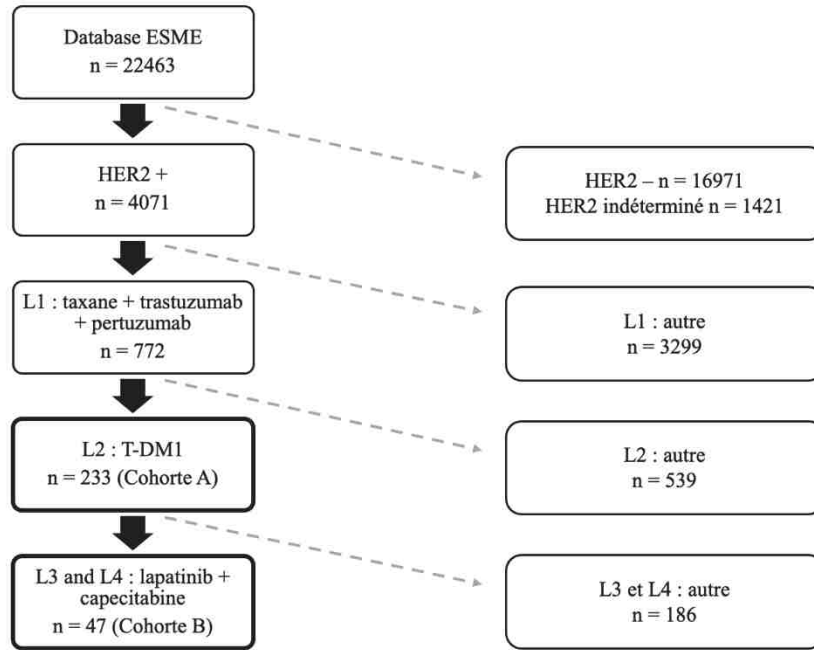 Database ESME
n = 22463
HER2 +
n = 4071
HER2 – n = 16971
HER2 indéterminé n = 1421
L1 : taxane + trastuzumab
+ pertuzumab
n = 772
L1 : autre
n = 3299
L2 : T-DM1
n = 233 (Cohorte A)
L2 : autre
n = 539
L3 and L4 : lapatinib +
capecitabine
n = 47 (Cohorte B)
L3 et L4 : autre
n = 186